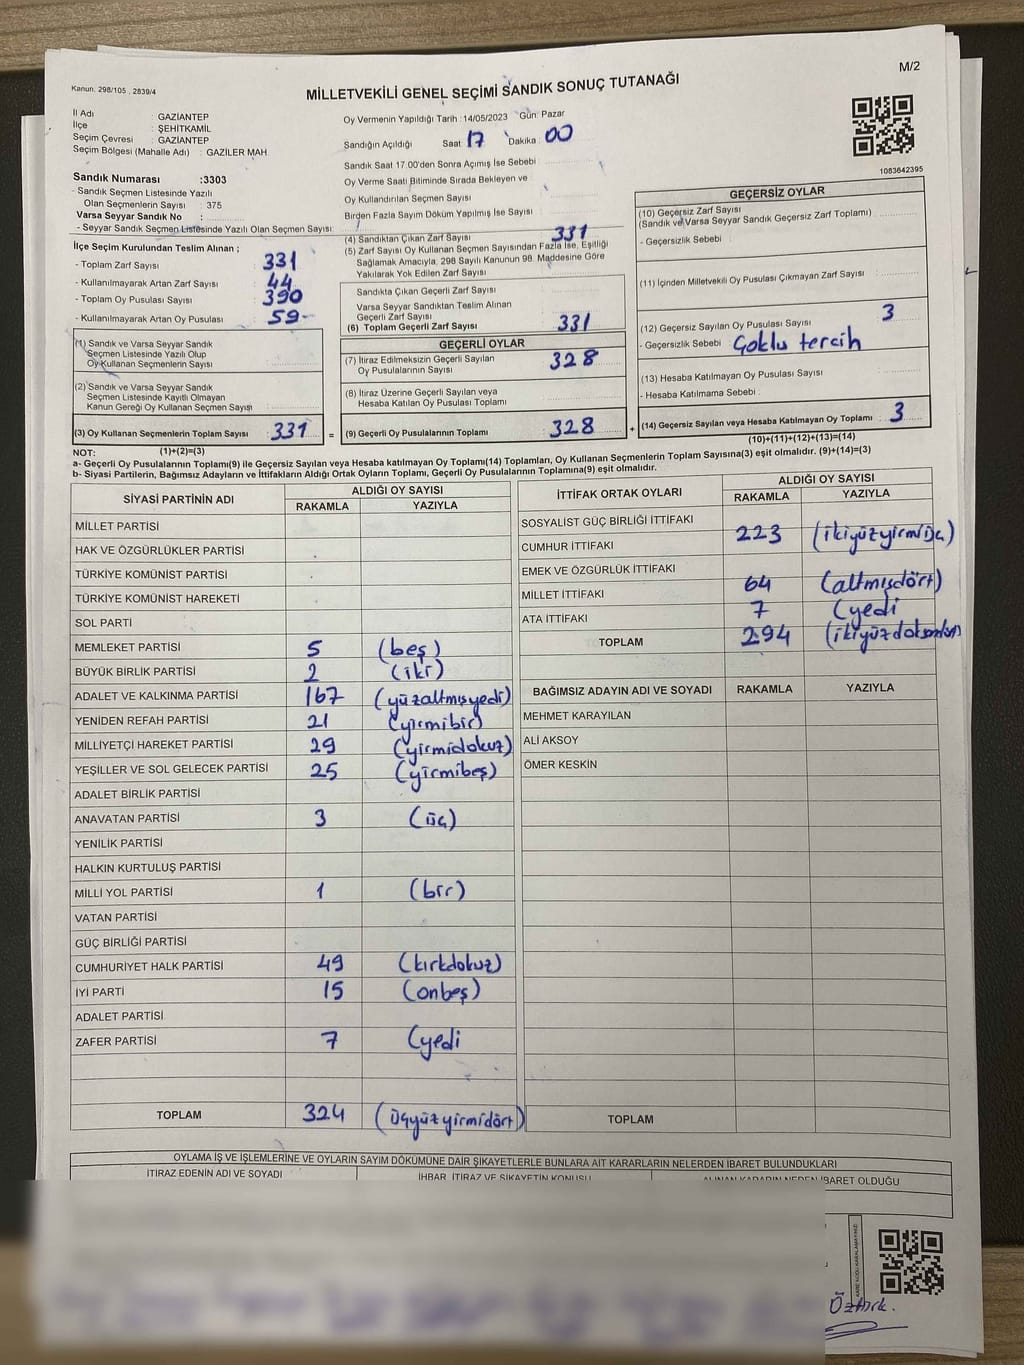 Kanun. 298/105 , 2839/4
M/2
MİLLETVEKİLİ GENEL SEÇİMİ SANDIK SONUÇ TUTANAĞI
İl Adı : GAZİANTEP
İlçe : ŞEHİTKAMİL
Seçim Çevresi : GAZİANTEP
Seçim Bölgesi (Mahalle Adı) : GAZİLER MAH.
Sandık Numarası :3303
- Sandık Seçmen Listesinde Yazılı
Olan Seçmenlerin Sayısı : 375
Varsa Seyyar Sandık No :
- Seyyar Sandık Seçmen Listesinde Yazılı Olan Seçmen Sayısı:
İlçe Seçim Kurulundan Teslim Alınan ;
- Toplam Zarf Sayısı 331
- Kullanılmayarak Artan Zarf Sayısı 44
- Toplam Oy Pusulası Sayısı 390
- Kullanılmayarak Artan Oy Pusulası 59-
(1) Sandık ve Varsa Seyyar Sandık
Seçmen Listesinde Yazılı Olup
Oy Kullanan Seçmenlerin Sayısı
(2) Sandık ve Varsa Seyyar Sandık
Seçmen Listesinde Kayıtlı Olmayan
Kanun Gereği Oy Kullanan Seçmen Sayısı
(3) Oy Kullanan Seçmenlerin Toplam Sayısı 331
Oy Vermenin Yapıldığı Tarih : 14/05/2023 Gün: Pazar
Sandığın Açıldığı Saat : 17 Dakika : 00
Sandık Saat 17.00'den Sonra Açılmış İse Sebebi
Oy Verme Saati Bitiminde Sırada Bekleyen ve
Oy Kullandırılan Seçmen Sayısı
Birden Fazla Sayım Döküm Yapılmış İse Sayısı
(4) Sandıktan Çıkan Zarf Sayısı 331
(5) Zarf Sayısı Oy Kullanan Seçmen Sayısından Fazla İse, Eşitliği
Sağlamak Amacıyla, 298 Sayılı Kanunun 98. Maddesine Göre
Yakılarak Yok Edilen Zarf Sayısı
Sandıkta Çıkan Geçerli Zarf Sayısı
Varsa Seyyar Sandıktan Teslim Alınan
Geçerli Zarf Sayısı
(6) Toplam Geçerli Zarf Sayısı 331
GEÇERLİ OYLAR
(7) İtiraz Edilmeksizin Geçerli Sayılan
Oy Pusulalarının Sayısı 328
(8) İtiraz Üzerine Geçerli Sayılan veya
Hesaba Katılan Oy Pusulası Toplamı
= (9) Geçerli Oy Pusulalarının Toplamı 328
1083642395
GEÇERSİZ OYLAR
(10) Geçersiz Zarf Sayısı
(Sandık ve Varsa Seyyar Sandık Geçersiz Zarf Toplamı)
- Geçersizlik Sebebi :
(11) İçinden Milletvekili Oy Pusulası Çıkmayan Zarf Sayısı
(12) Geçersiz Sayılan Oy Pusulası Sayısı 3
- Geçersizlik Sebebi Çoklu tercih
(13) Hesaba Katılmayan Oy Pusulası Sayısı
- Hesaba Katılmama Sebebi :
+ (14) Geçersiz Sayılan veya Hesaba Katılmayan Oy Toplamı : 3
NOT: (1)+(2)=(3) (10)+(11)+(12)+(13)=(14)
a- Geçerli Oy Pusulalarının Toplamı(9) ile Geçersiz Sayılan veya Hesaba katılmayan Oy Toplamı(14) Toplamları, Oy Kullanan Seçmenlerin Toplam Sayısına(3) eşit olmalıdır. (9)+(14)=(3)
b- Siyasi Partilerin, Bağımsız Adayların ve İttifakların Aldığı Ortak Oyların Toplamı, Geçerli Oy Pusulalarının Toplamına(9) eşit olmalıdır.
SİYASİ PARTİNİN ADI ALDIĞI OY SAYISI
RAKAMLA YAZIYLA
MİLLET PARTİSİ
HAK VE ÖZGÜRLÜKLER PARTİSİ
TÜRKİYE KOMÜNİST PARTİSİ
TÜRKİYE KOMÜNİST HAREKETİ
SOL PARTİ
MEMLEKET PARTİSİ 5 (beş)
BÜYÜK BİRLİK PARTİSİ 2 (iki)
ADALET VE KALKINMA PARTİSİ 167 (yüzaltmışyedi)
YENİDEN REFAH PARTİSİ 21 (yirmibir)
MİLLİYETÇİ HAREKET PARTİSİ 29 (yirmidokuz)
YEŞİLLER VE SOL GELECEK PARTİSİ 25 (yirmibeş)
ADALET BİRLİK PARTİSİ
ANAVATAN PARTİSİ 3 (üç)
YENİLİK PARTİSİ
HALKIN KURTULUŞ PARTİSİ
MİLLİ YOL PARTİSİ 1 (bir)
VATAN PARTİSİ
GÜÇ BİRLİĞİ PARTİSİ
CUMHURİYET HALK PARTİSİ 49 (kırkdokuz)
İYİ PARTİ 15 (onbeş)
ADALET PARTİSİ
ZAFER PARTİSİ 7 (yedi
TOPLAM 324 (üçyüzyirmidört)
İTTİFAK ORTAK OYLARI ALDIĞI OY SAYISI
RAKAMLA YAZIYLA
SOSYALİST GÜÇ BİRLİĞİ İTTİFAKI
CUMHUR İTTİFAKI 223 (ikiyüzyirmiüç)
EMEK VE ÖZGÜRLÜK İTTİFAKI
MİLLET İTTİFAKI 64 (altmışdört)
ATA İTTİFAKI 7 (yedi
TOPLAM 294
BAĞIMSIZ ADAYIN ADI VE SOYADI RAKAMLA YAZIYLA
MEHMET KARAYILAN
ALİ AKSOY
ÖMER KESKİN
TOPLAM
OYLAMA İŞ VE İŞLEMLERİNE VE OYLARIN SAYIM DÖKÜMÜNE DAİR ŞİKAYETLERLE BUNLARA AİT KARARLARIN NELERDEN İBARET BULUNDUKLARI
İTİRAZ EDENİN ADI VE SOYADI İHBAR, İTİRAZ VE ŞİKAYETİN KONUSU ALINAN KARARIN NEDEN İBARET OLDUĞU